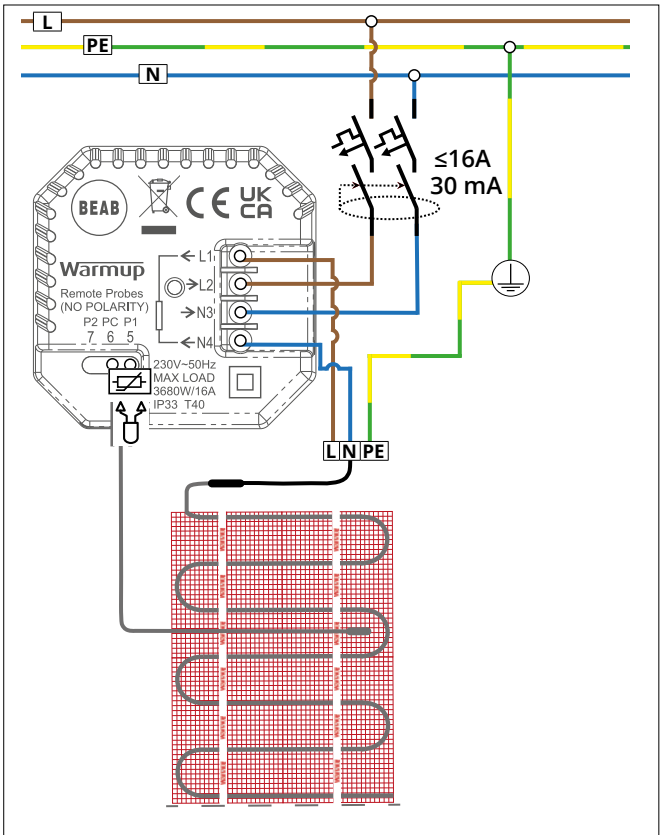 L
PE
N
≤16A
30 mA
BEAB
CE UK
CA
Warmup
L1
L2
N3
N4
Remote Probes
(NO POLARITY)
P2 PC P1
7 6 5
230V~50Hz
MAX LOAD
3680W/16A
IP33 T40
L N PE